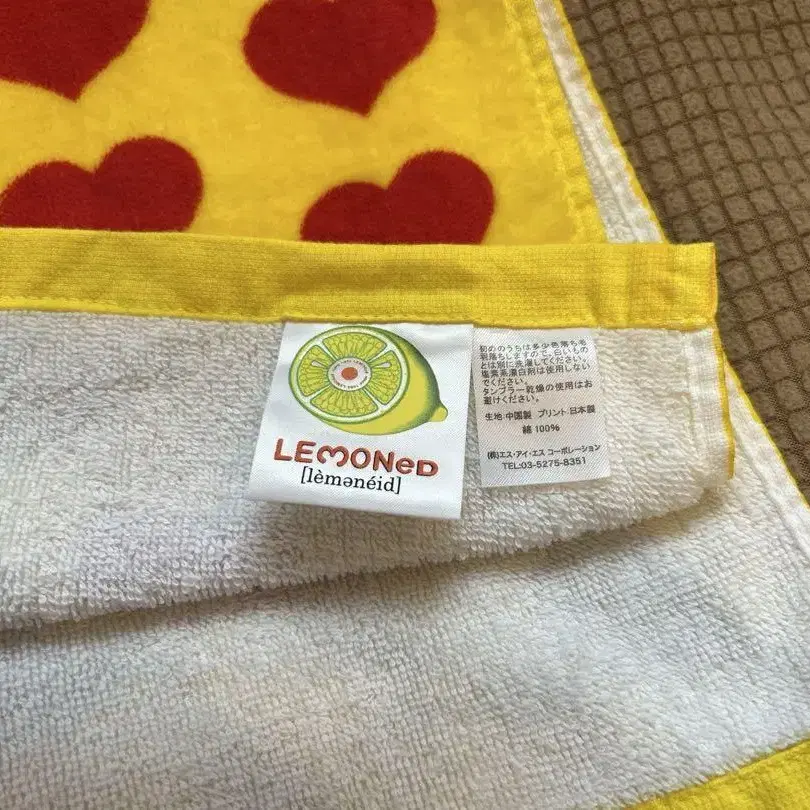 LEMONeD
[lèmənéid]
初めのうちは多少色落ち毛
羽落ちしますので、白いもの
とは別に洗濯してください。
塩素系漂白剤は使用しない
でください。
タンブラー乾燥の使用はお
避けください。
生地 中国製 プリント 日本製
綿 100%
(株)エス・アイ・エス コーポレーション
TEL:03-5275-8351